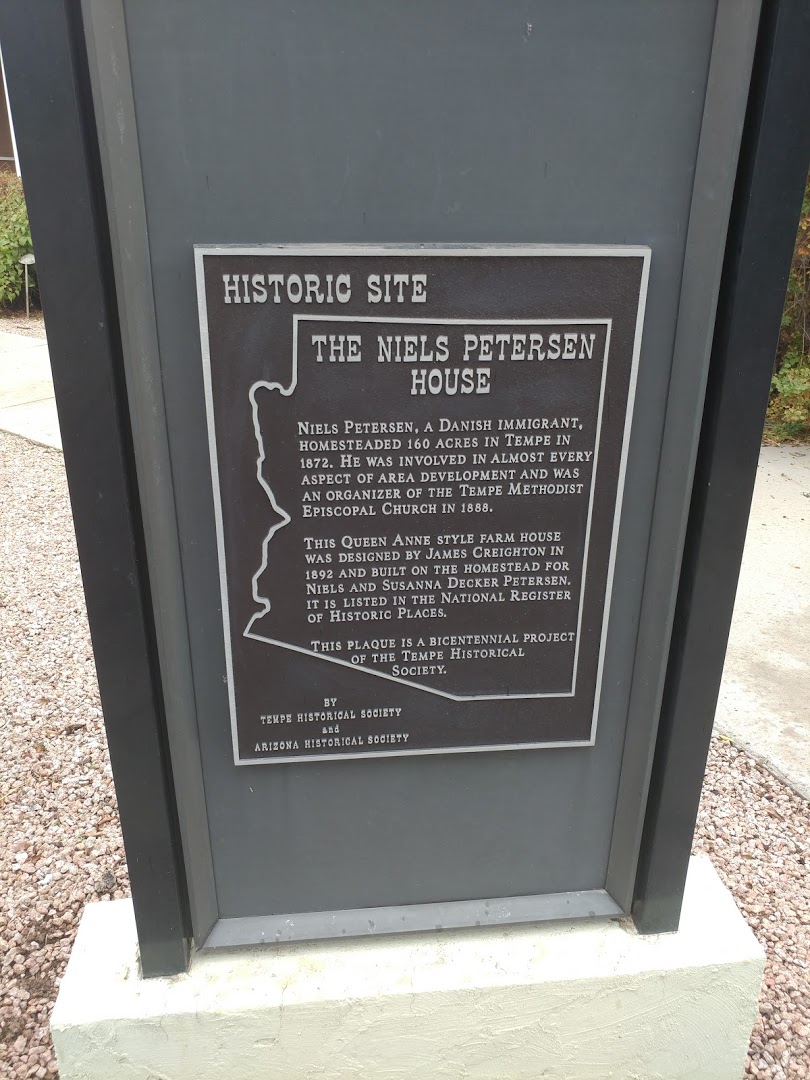 HISTORIC SITE
THE NIELS PETERSEN
HOUSE
NIELS PETERSEN, A DANISH IMMIGRANT,
HOMESTEADED 160 ACRES IN TEMPE IN
1872. HE WAS INVOLVED IN ALMOST EVERY
ASPECT OF AREA DEVELOPMENT AND WAS
AN ORGANIZER OF THE TEMPE METHODIST
EPISCOPAL CHURCH IN 1888.
THIS QUEEN ANNE STYLE FARM HOUSE
WAS DESIGNED BY JAMES CREIGHTON IN
1892 AND BUILT ON THE HOMESTEAD FOR
NIELS AND SUSANNA DECKER PETERSEN.
IT IS LISTED IN THE NATIONAL REGISTER
OF HISTORIC PLACES.
THIS PLAQUE IS A BICENTENNIAL PROJECT
OF THE TEMPE HISTORICAL
SOCIETY.
BY
TEMPE HISTORICAL SOCIETY
and
ARIZONA HISTORICAL SOCIETY